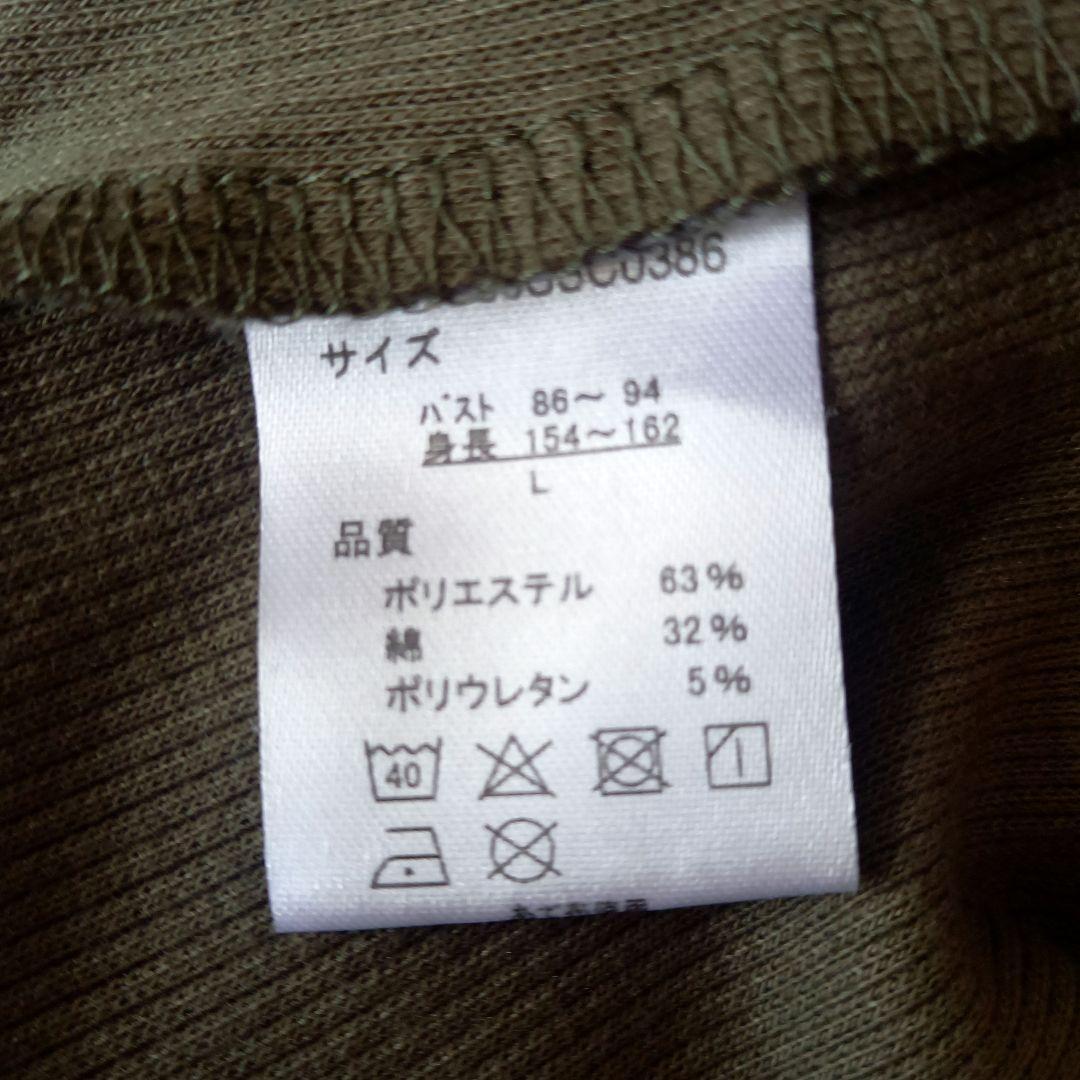 サイズ
バスト 86～ 94
身長 154～162
L
品質
ポリエステル 63%
綿 32%
ポリウレタン 5%
40